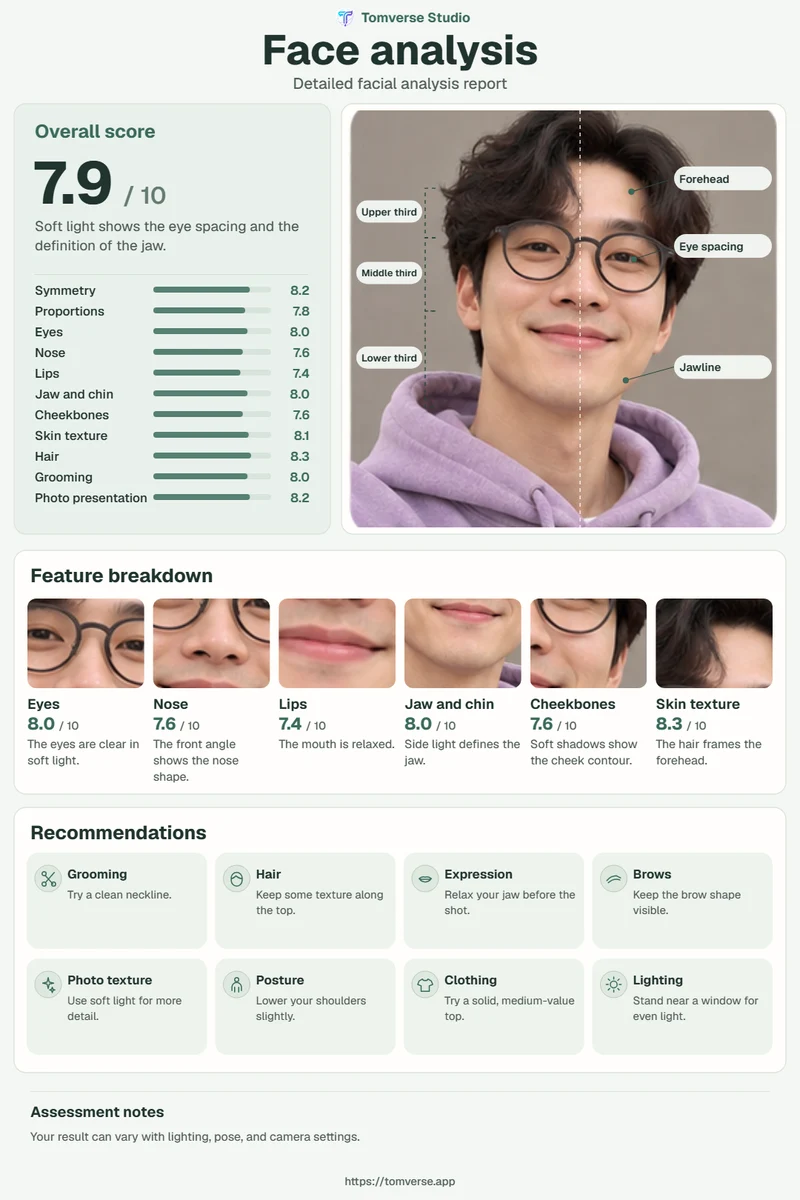 Tomverse Studio
Face analysis
Detailed facial analysis report
Overall score
7.9 / 10
Soft light shows the eye spacing and the
definition of the jaw.
Symmetry 8.2
Proportions 7.8
Eyes 8.0
Nose 7.6
Lips 7.4
Jaw and chin 8.0
Cheekbones 7.6
Skin texture 8.1
Hair 8.3
Grooming 8.0
Photo presentation 8.2
Upper third
Middle third
Lower third
Forehead
Eye spacing
Jawline
Feature breakdown
Eyes
8.0 / 10
The eyes are clear in
soft light.
Nose
7.6 / 10
The front angle
shows the nose
shape.
Lips
7.4 / 10
The mouth is relaxed.
Jaw and chin
8.0 / 10
Side light defines the
jaw.
Cheekbones
7.6 / 10
Soft shadows show
the cheek contour.
Skin texture
8.3 / 10
The hair frames the
forehead.
Recommendations
Grooming
Try a clean neckline.
Hair
Keep some texture along
the top.
Expression
Relax your jaw before the
shot.
Brows
Keep the brow shape
visible.
Photo texture
Use soft light for more
detail.
Posture
Lower your shoulders
slightly.
Clothing
Try a solid, medium-value
top.
Lighting
Stand near a window for
even light.
Assessment notes
Your result can vary with lighting, pose, and camera settings.
https://tomverse.app